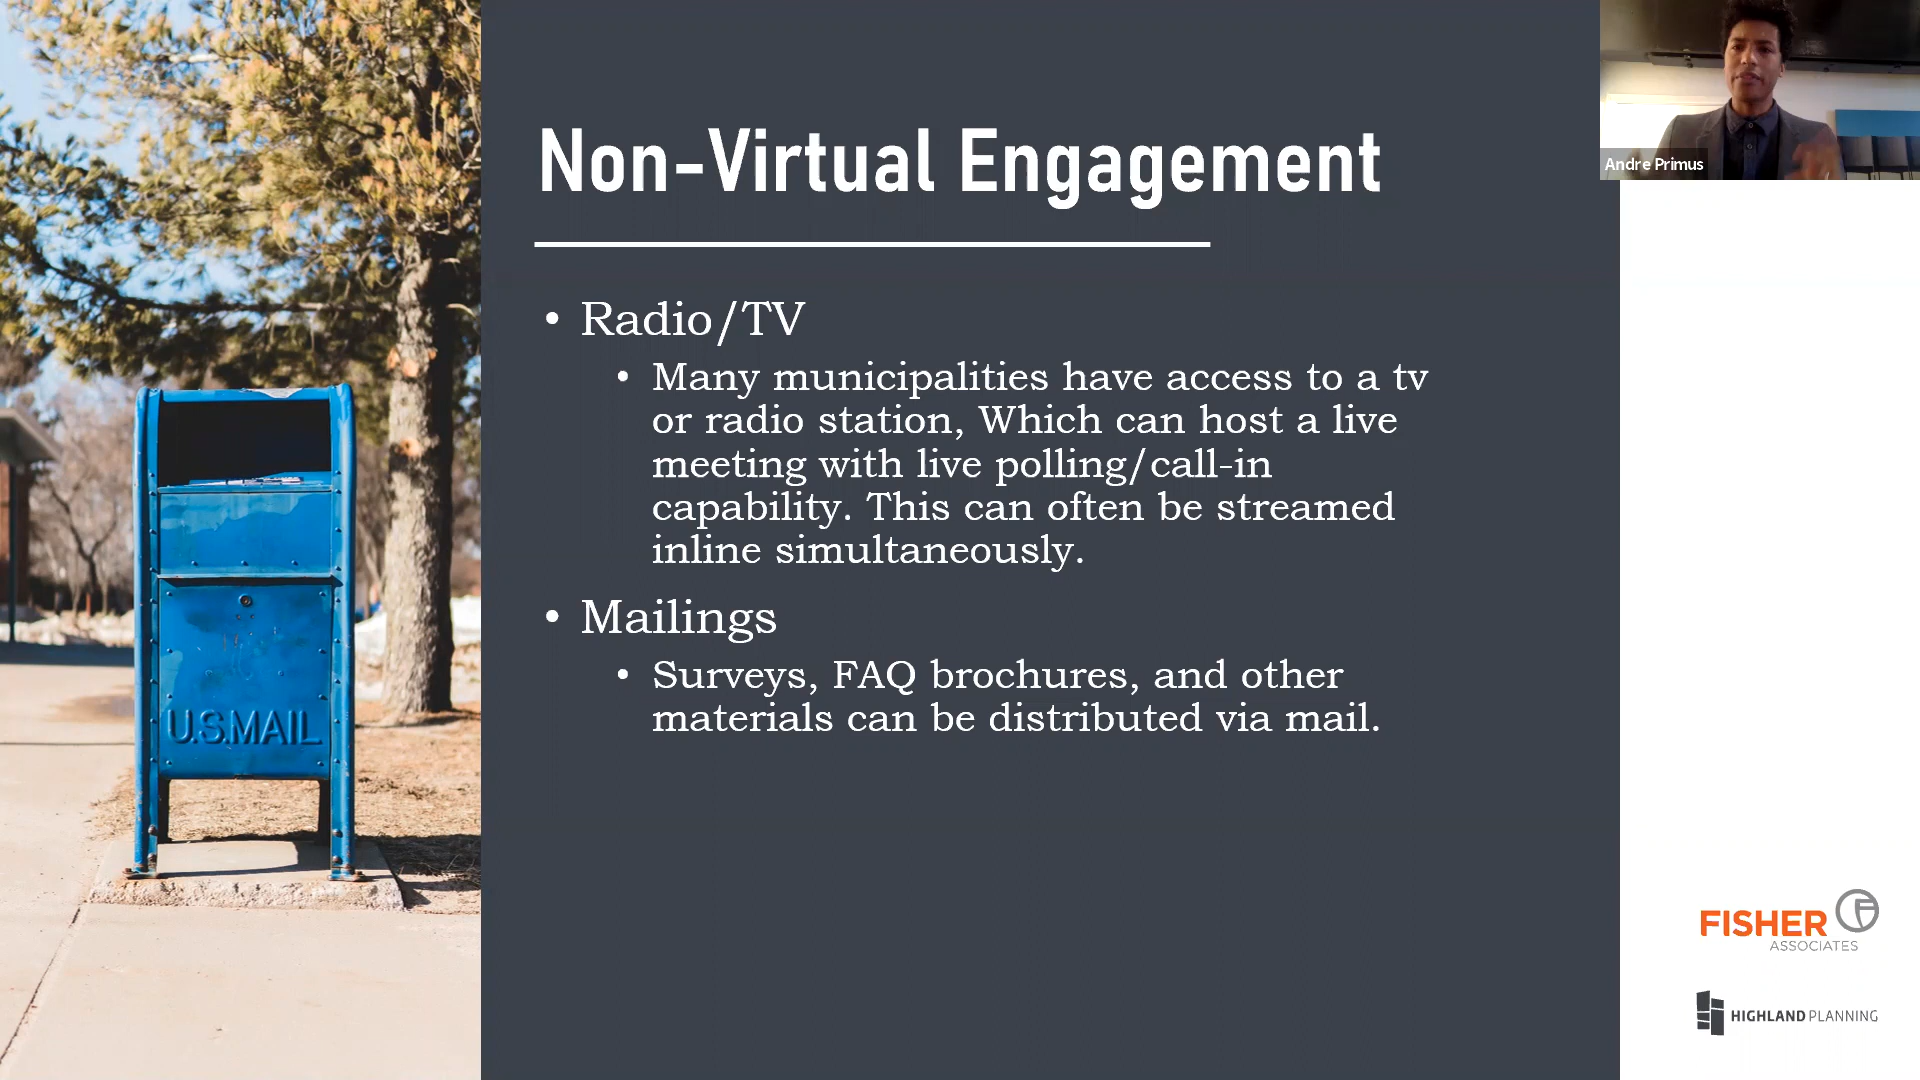 Non-Virtual Engagement
• Radio/TV
• Many municipalities have access to a tv
or radio station, Which can host a live
meeting with live polling/call-in
capability. This can often be streamed
inline simultaneously.
• Mailings
• Surveys, FAQ brochures, and other
materials can be distributed via mail.
U.S.MAIL
Andre Primus
FISHER
ASSOCIATES
HIGHLAND PLANNING